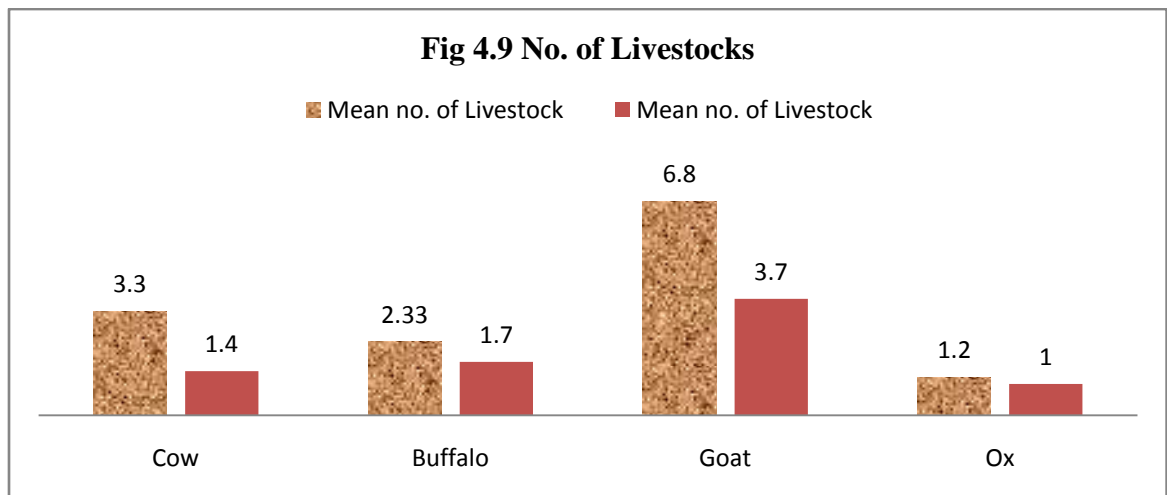 Fig 4.9 No. of Livestocks
Mean no. of Livestock Mean no. of Livestock
3.3 1.4 2.33 1.7 6.8 3.7 1.2 1
Cow Buffalo Goat Ox